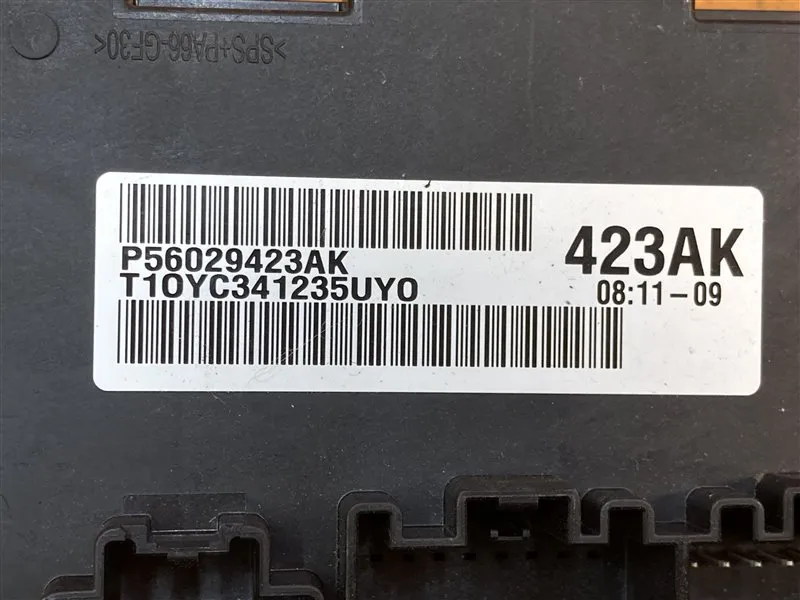 >SPS+PA66-GF30<
P56029423AK
T10YC341235UY0
423AK
08:11-09